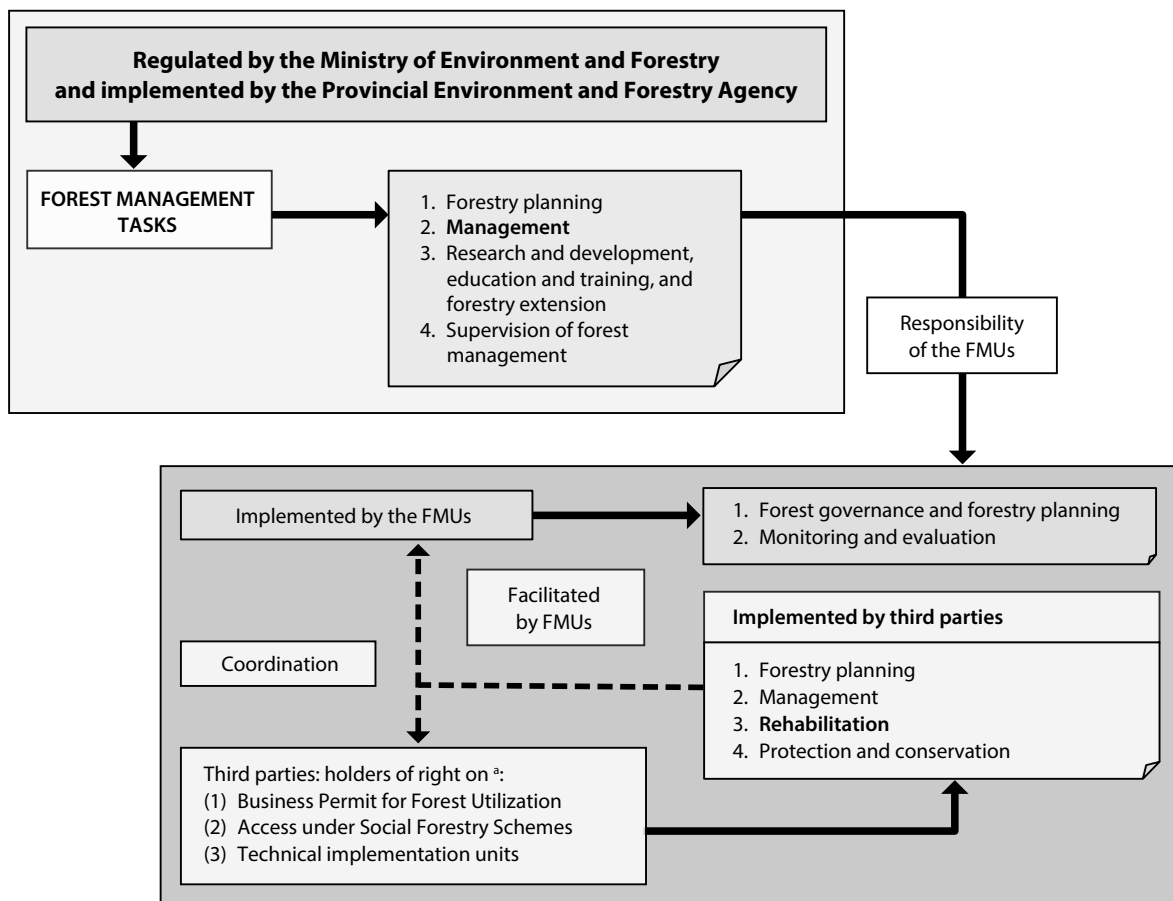 Regulated by the Ministry of Environment and Forestry
and implemented by the Provincial Environment and Forestry Agency
FOREST MANAGEMENT
TASKS
1. Forestry planning
2. Management
3. Research and development,
education and training, and
forestry extension
4. Supervision of forest
management
Responsibility
of the FMUs
Implemented by the FMUs
1. Forest governance and forestry planning
2. Monitoring and evaluation
Facilitated
by FMUs
Coordination
Implemented by third parties
1. Forestry planning
2. Management
3. Rehabilitation
4. Protection and conservation
Third parties: holders of right on ª:
(1) Business Permit for Forest Utilization
(2) Access under Social Forestry Schemes
(3) Technical implementation units